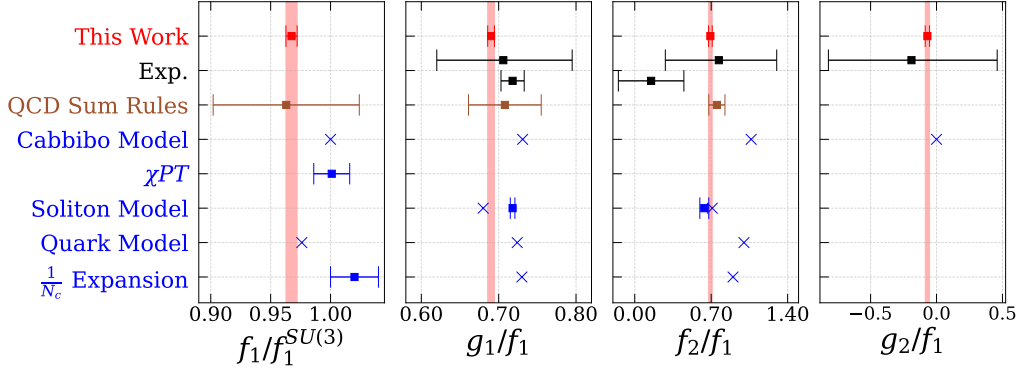 This Work
Exp.
QCD Sum Rules
Cabbibo Model
χPT
Soliton Model
Quark Model
1/N_c Expansion
0.90 0.95 1.00
f_1/f_1^{SU(3)}
0.60 0.70 0.80
g_1/f_1
0.00 0.70 1.40
f_2/f_1
−0.5 0.0 0.5
g_2/f_1